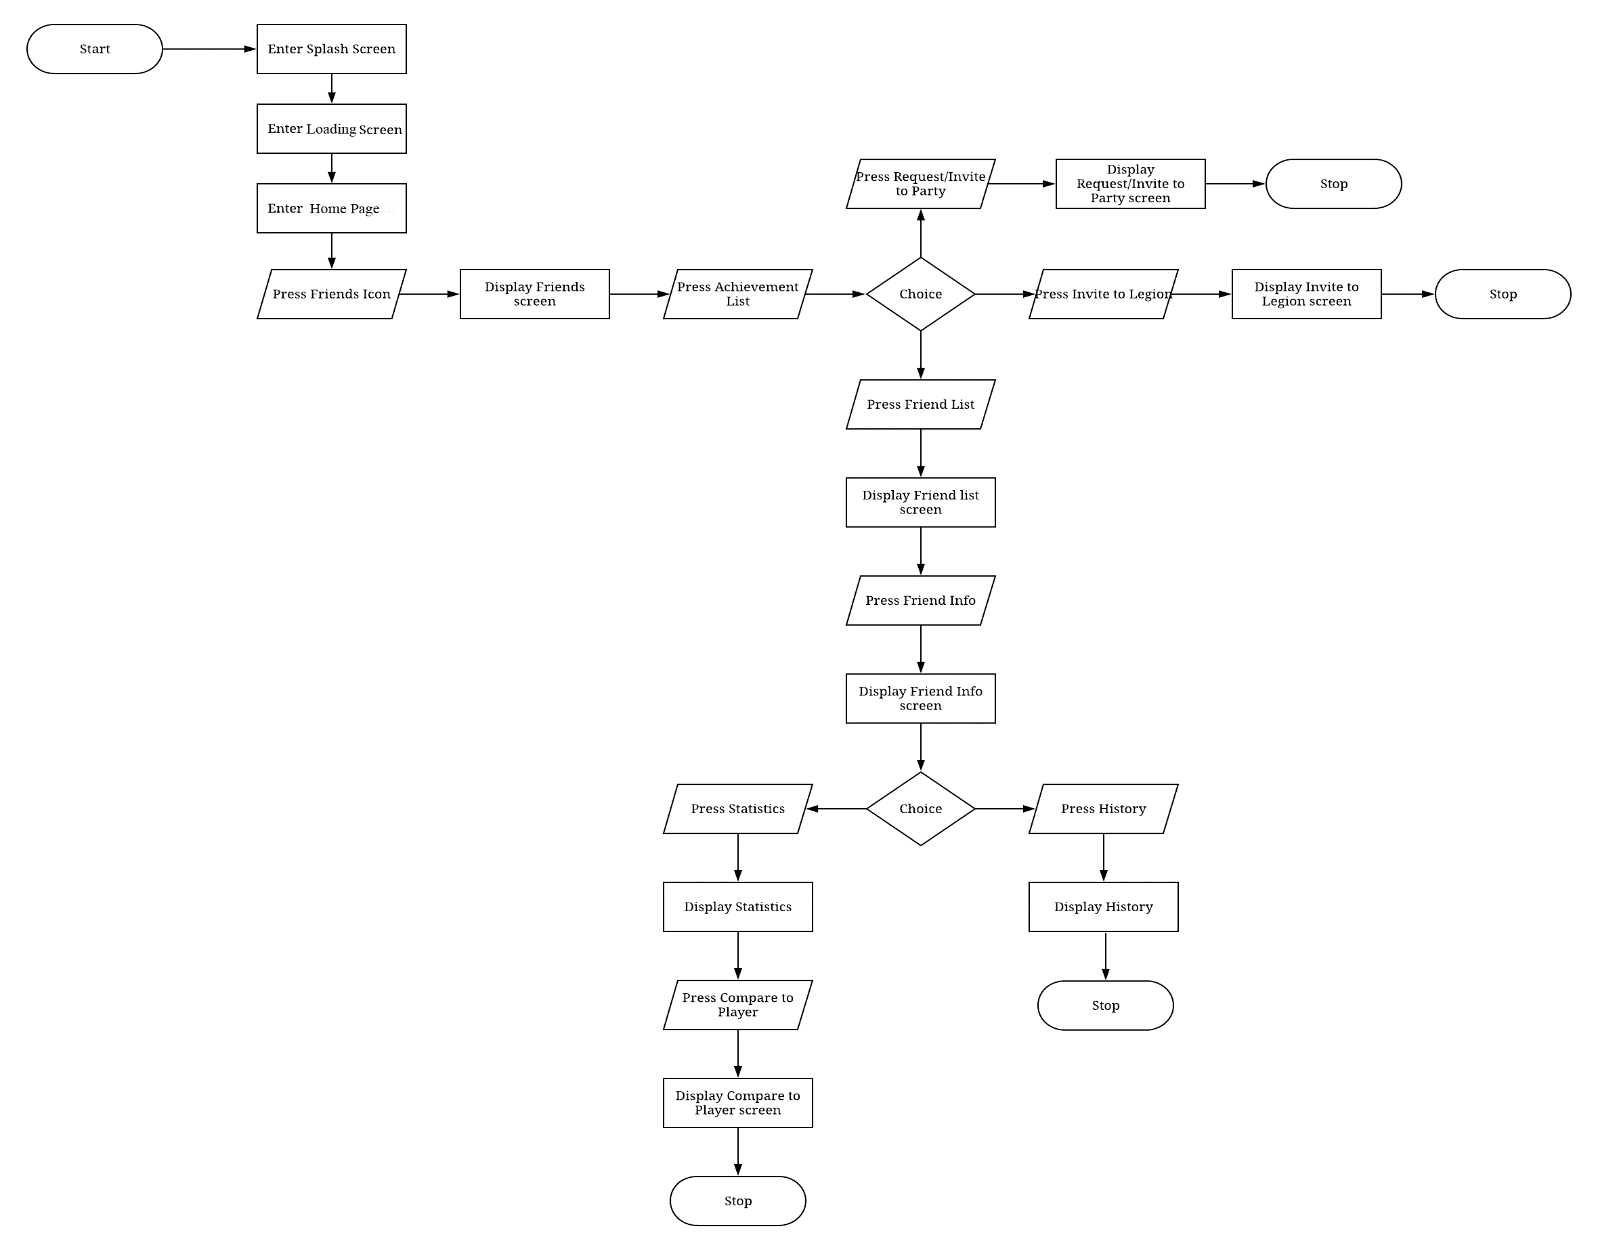 Start
Enter Splash Screen
Enter Loading Screen
Enter Home Page
Press Friends Icon
Display Friends
screen
Press Achievement
List
Choice
Press Request/Invite
to Party
Display
Request/Invite to
Party screen
Stop
Press Invite to Legion
Display Invite to
Legion screen
Stop
Press Friend List
Display Friend list
screen
Press Friend Info
Display Friend Info
screen
Choice
Press Statistics
Display Statistics
Press Compare to
Player
Display Compare to
Player screen
Stop
Press History
Display History
Stop